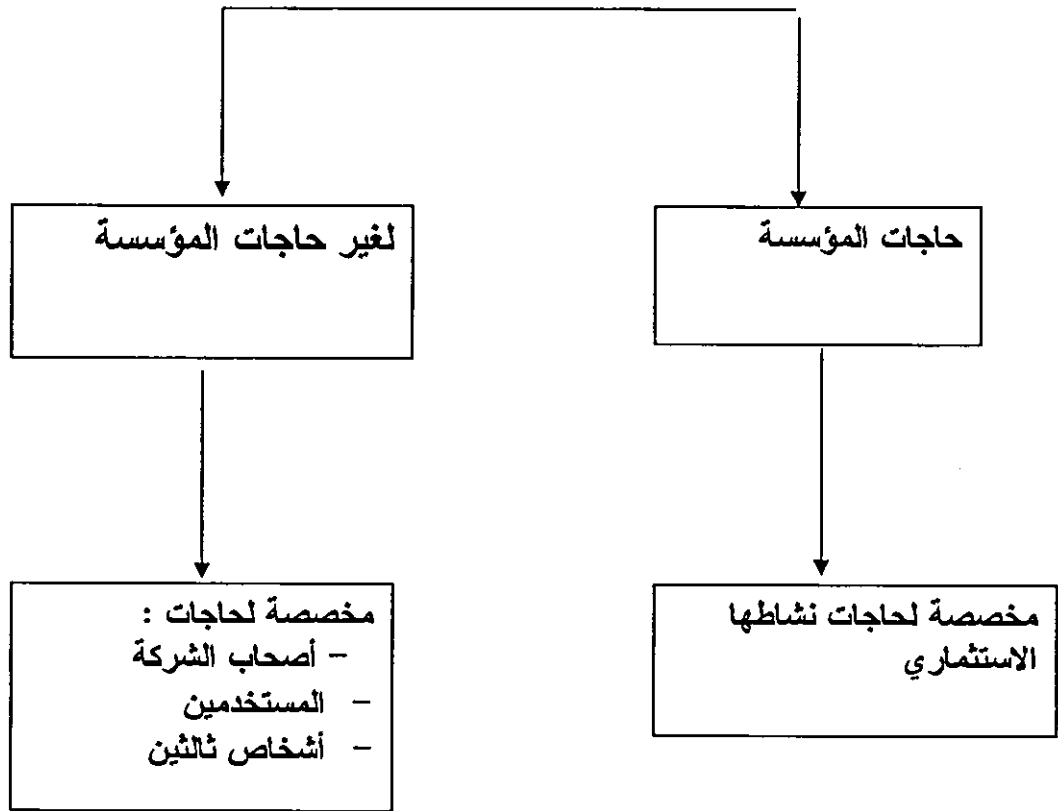 حاجات المؤسسة
لغير حاجات المؤسسة
مخصصة لحاجات نشاطها
الاستثماري
مخصصة لحاجات :
- أصحاب الشركة
- المستخدمين
- أشخاص ثالثين